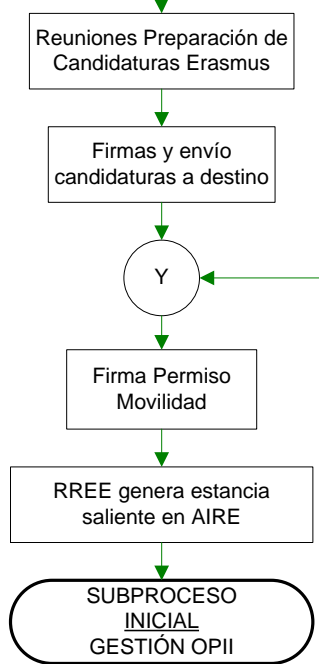 Reuniones Preparación de
Candidaturas Erasmus
Firmas y envío
candidaturas a destino
Y
Firma Permiso
Movilidad
RREE genera estancia
saliente en AIRE
SUBPROCESO
INICIAL
GESTIÓN OPII